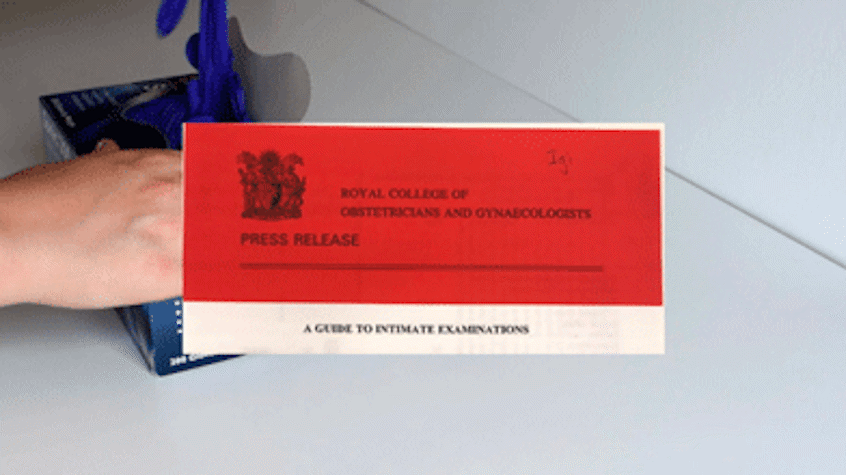 ROYAL COLLEGE OF
OBSTETRICIANS AND GYNAECOLOGISTS
PRESS RELEASE
A GUIDE TO INTIMATE EXAMINATIONS